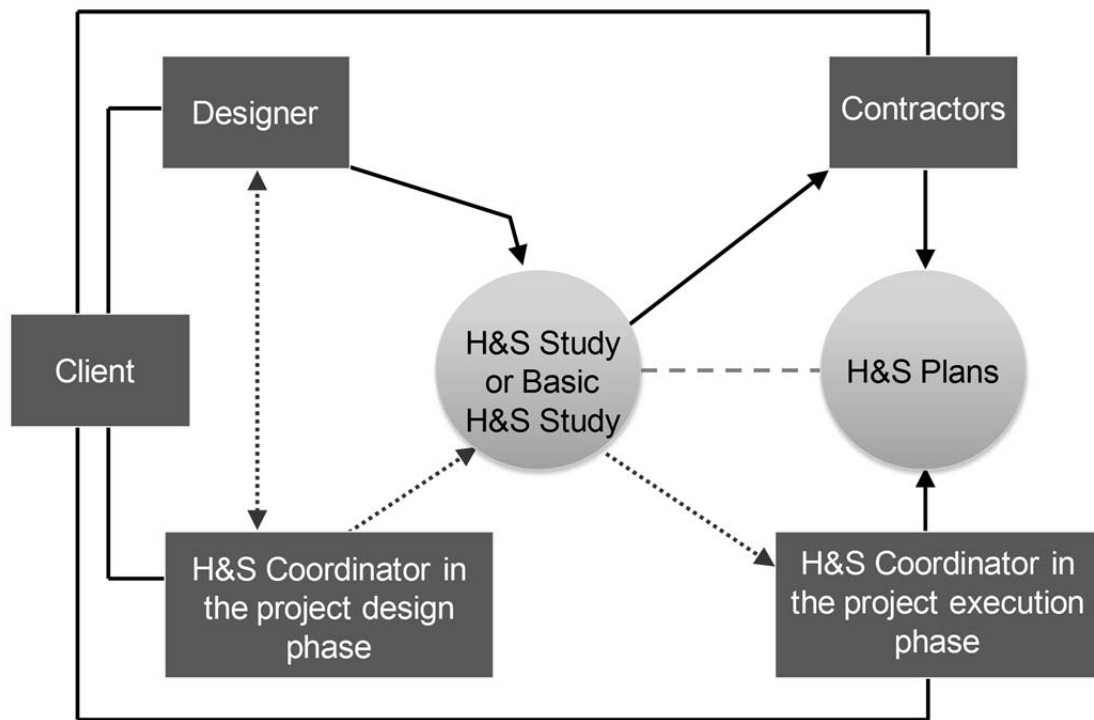 Designer
Contractors
Client
H&S Study
or Basic
H&S Study
H&S Plans
H&S Coordinator in
the project design
phase
H&S Coordinator in
the project execution
phase